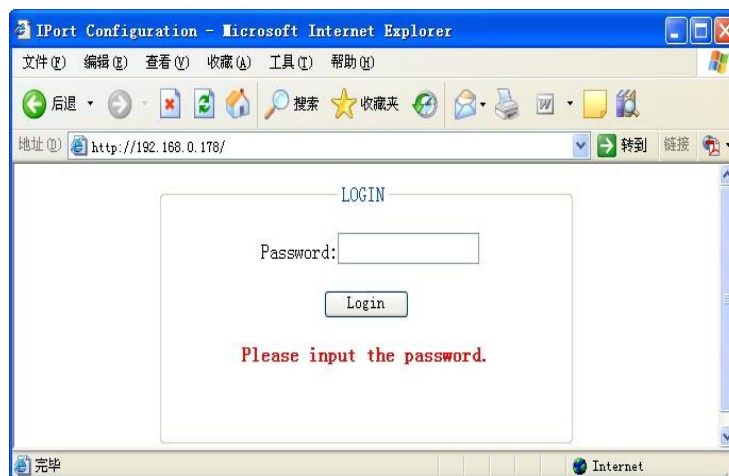 IPort Configuration - Microsoft Internet Explorer
文件(F) 编辑(E) 查看(V) 收藏(A) 工具(T) 帮助(H)
后退 搜索 收藏夹 W
地址(D) http://192.168.0.178/ 转到 链接
LOGIN
Password:
Login
Please input the password.
完毕 Internet